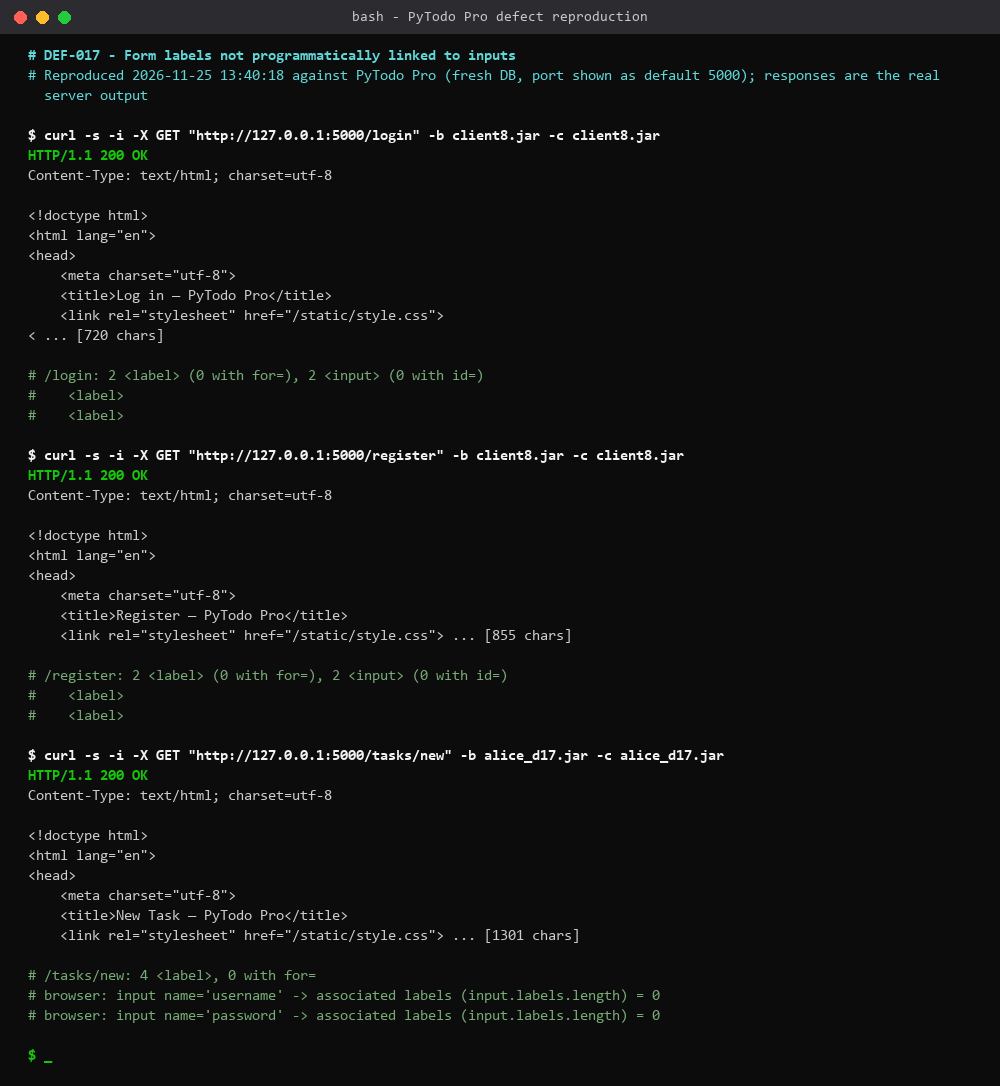 bash - PyTodo Pro defect reproduction
# DEF-017 - Form labels not programmatically linked to inputs
# Reproduced 2026-11-25 13:40:18 against PyTodo Pro (fresh DB, port shown as default 5000); responses are the real
server output
$ curl -s -i -X GET "http://127.0.0.1:5000/login" -b client8.jar -c client8.jar
HTTP/1.1 200 OK
Content-Type: text/html; charset=utf-8
<!doctype html>
<html lang="en">
<head>
    <meta charset="utf-8">
    <title>Log in — PyTodo Pro</title>
    <link rel="stylesheet" href="/static/style.css">
< ... [720 chars]
# /login: 2 <label> (0 with for=), 2 <input> (0 with id=)
#    <label>
#    <label>
$ curl -s -i -X GET "http://127.0.0.1:5000/register" -b client8.jar -c client8.jar
HTTP/1.1 200 OK
Content-Type: text/html; charset=utf-8
<!doctype html>
<html lang="en">
<head>
    <meta charset="utf-8">
    <title>Register — PyTodo Pro</title>
    <link rel="stylesheet" href="/static/style.css"> ... [855 chars]
# /register: 2 <label> (0 with for=), 2 <input> (0 with id=)
#    <label>
#    <label>
$ curl -s -i -X GET "http://127.0.0.1:5000/tasks/new" -b alice_d17.jar -c alice_d17.jar
HTTP/1.1 200 OK
Content-Type: text/html; charset=utf-8
<!doctype html>
<html lang="en">
<head>
    <meta charset="utf-8">
    <title>New Task — PyTodo Pro</title>
    <link rel="stylesheet" href="/static/style.css"> ... [1301 chars]
# /tasks/new: 4 <label>, 0 with for=
# browser: input name='username' -> associated labels (input.labels.length) = 0
# browser: input name='password' -> associated labels (input.labels.length) = 0
$ _